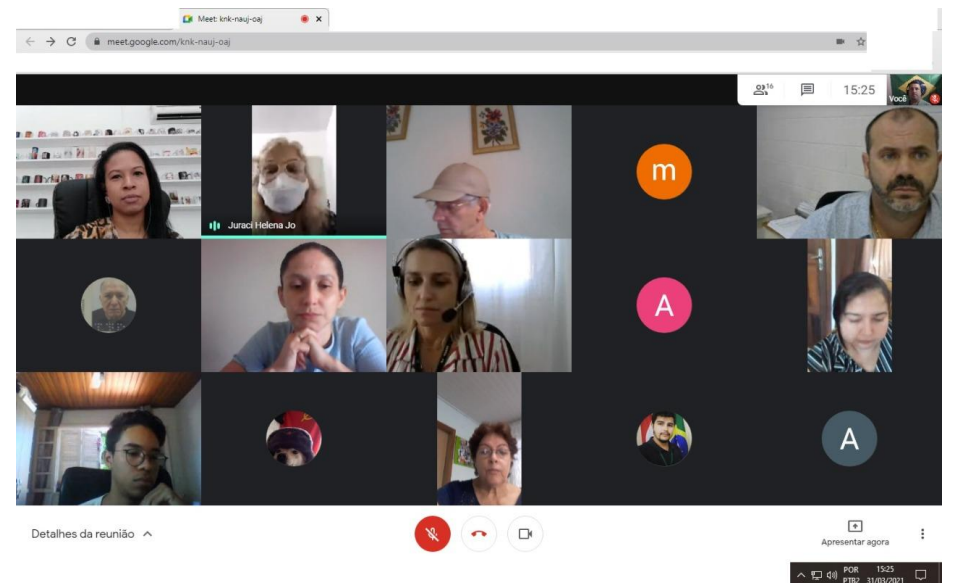 Meet: knk-nauj-oaj
meet.google.com/knk-nauj-oaj
16
15:25
Você
m
Juraci Helena Jo
A
A
Detalhes da reunião
Apresentar agora
POR 15:25
PTB2 31/03/2021